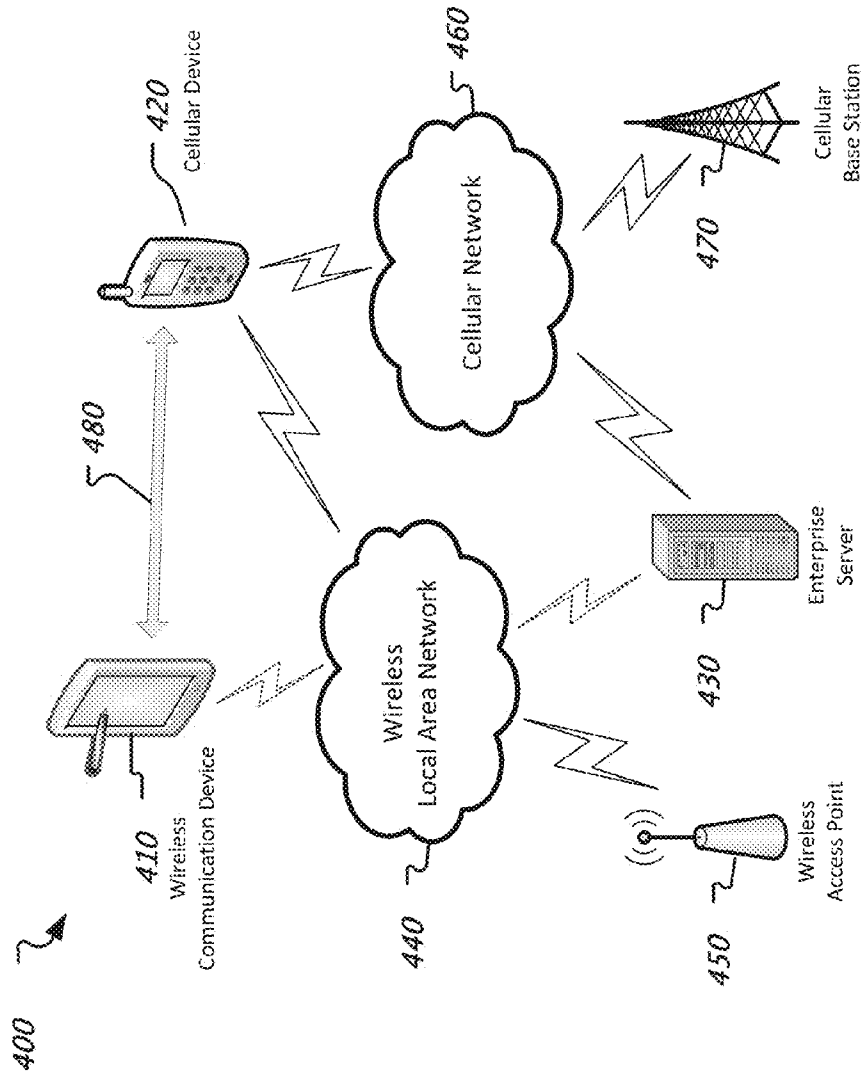 400
410
Wireless
Communication Device
480
420
Cellular Device
440
Wireless
Local Area Network
460
Cellular Network
450
Wireless
Access Point
430
Enterprise
Server
470
Cellular
Base Station